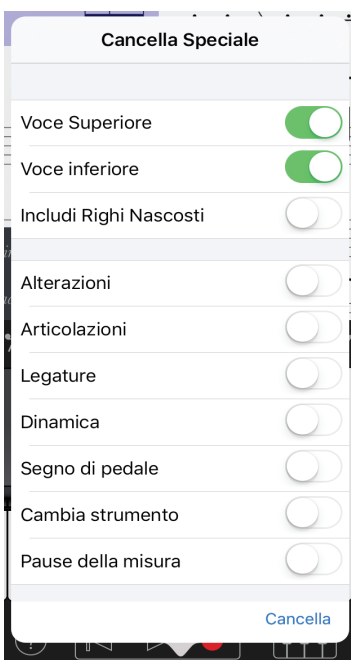 Cancella Speciale
Voce Superiore
Voce inferiore
Includi Righi Nascosti
Alterazioni
Articolazioni
Legature
Dinamica
Segno di pedale
Cambia strumento
Pause della misura
Cancella